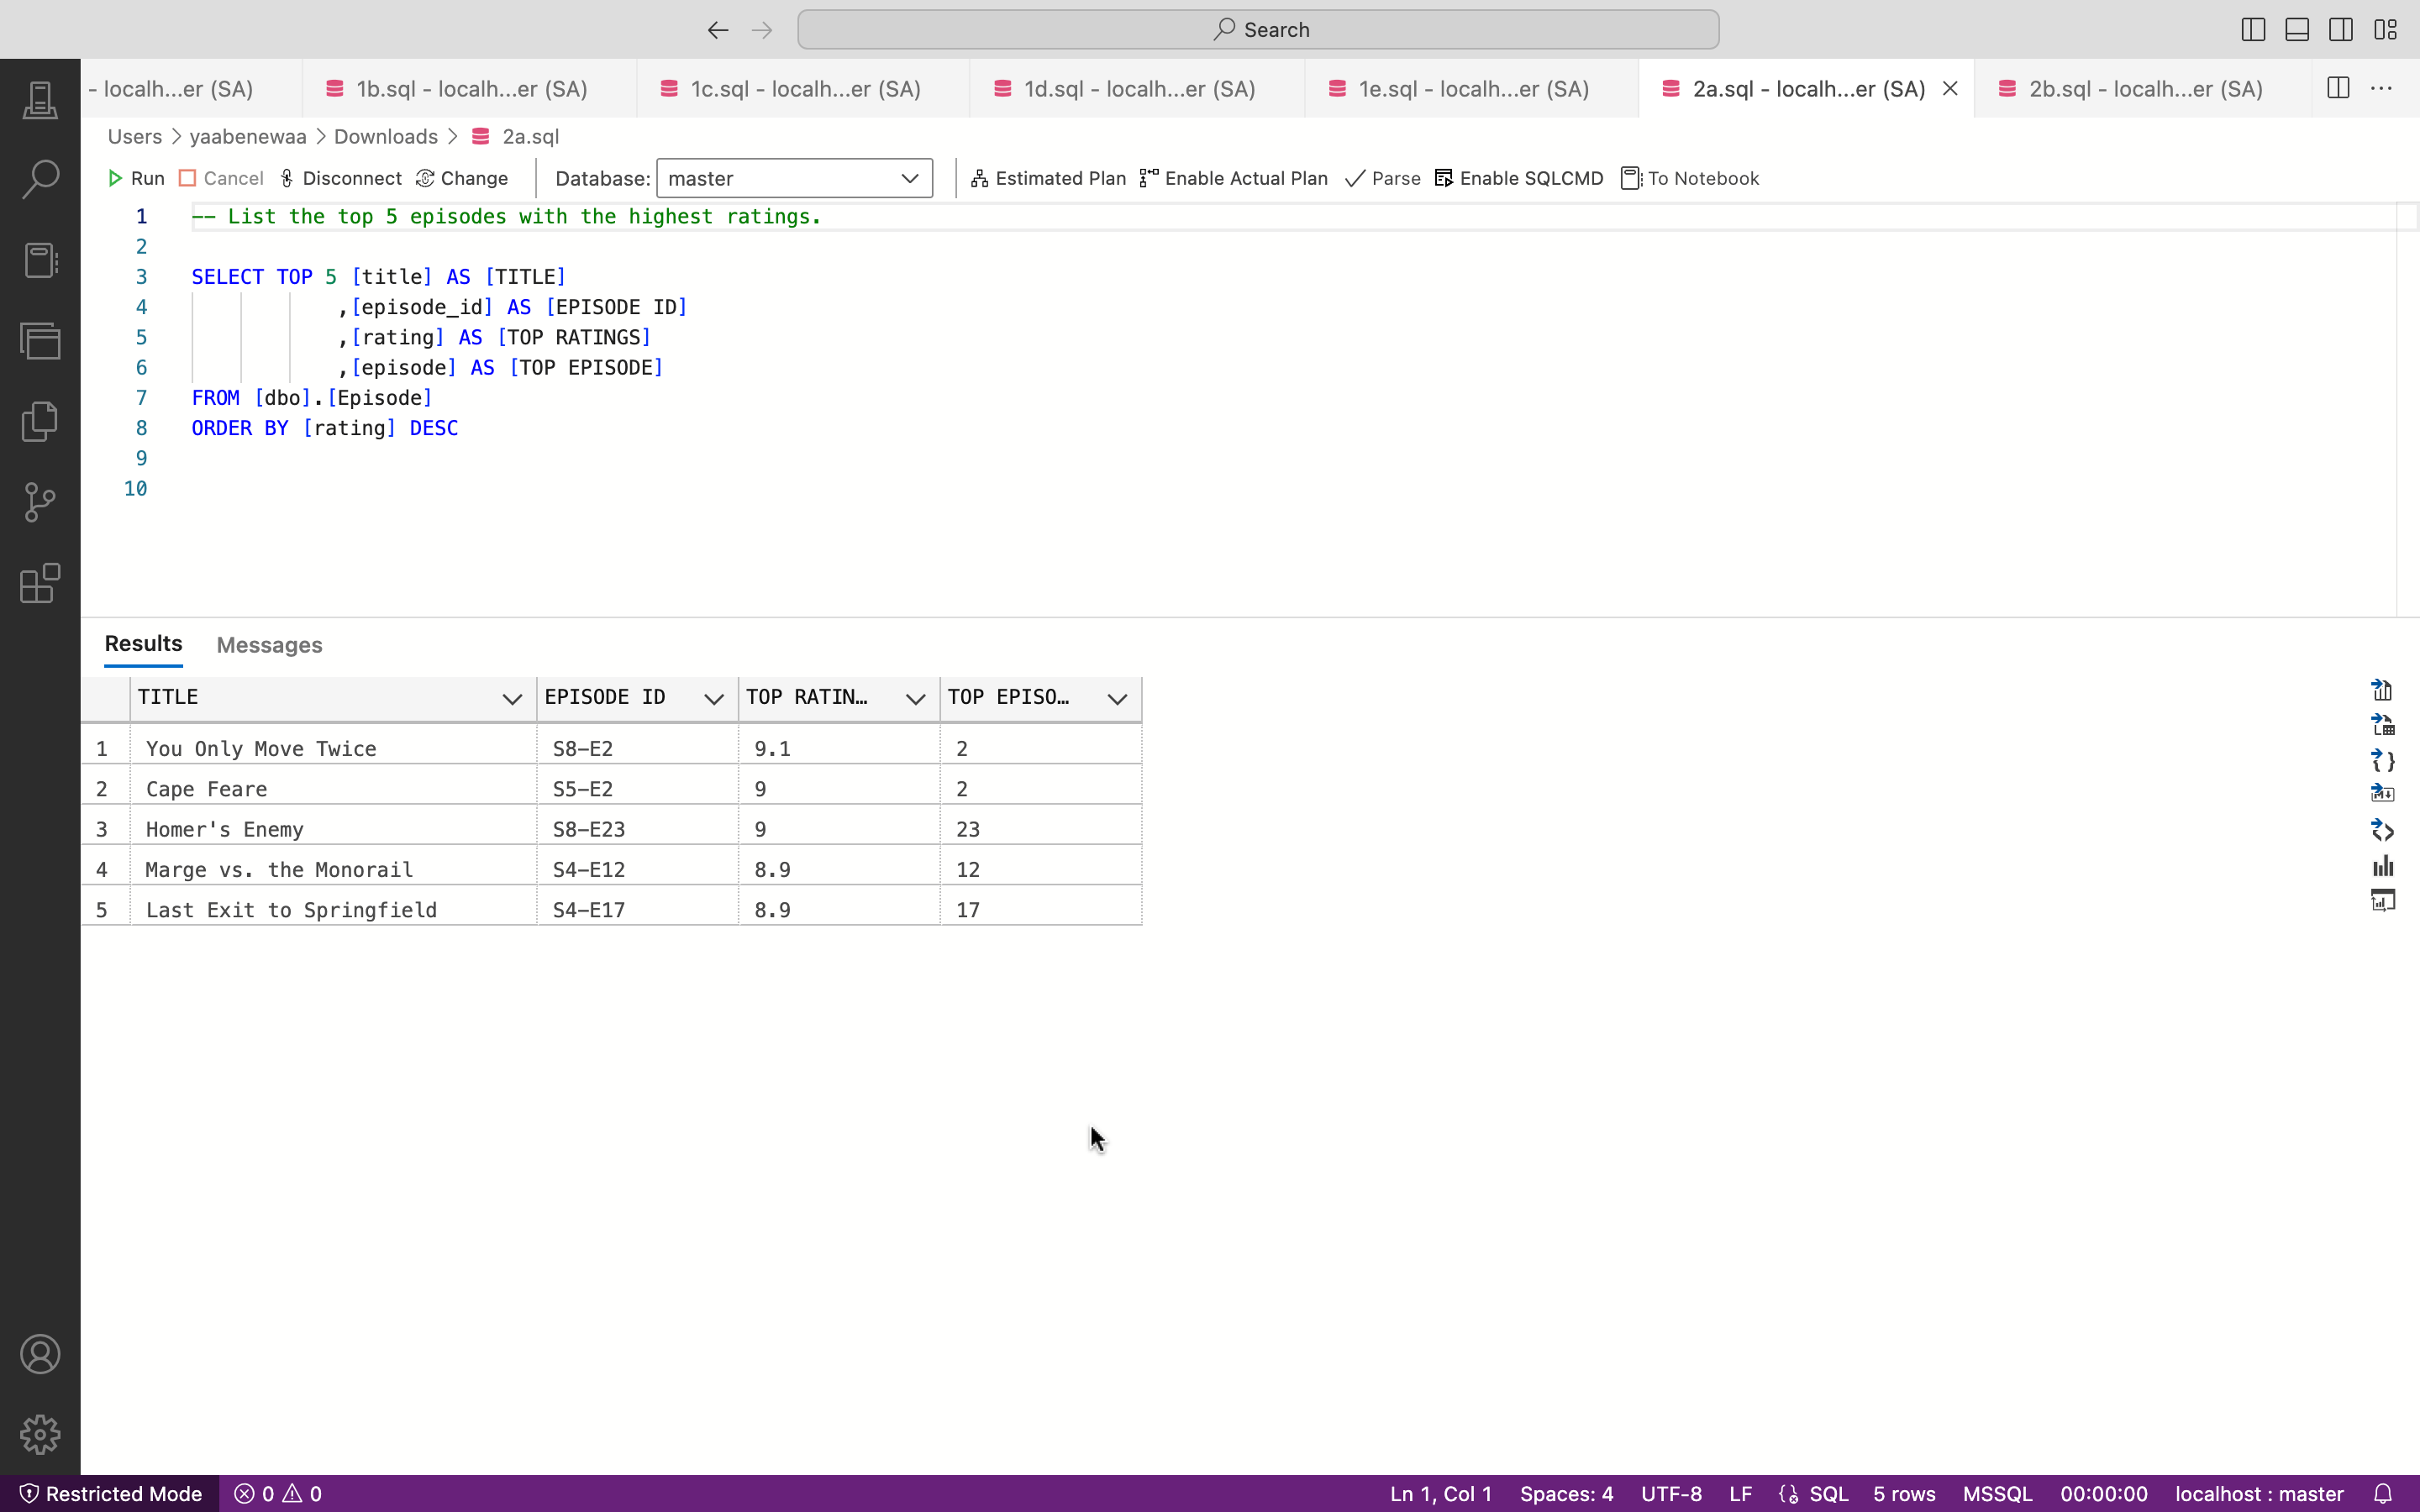 Search
- localh...er (SA) 1b.sql - localh...er (SA) 1c.sql - localh...er (SA) 1d.sql - localh...er (SA) 1e.sql - localh...er (SA) 2a.sql - localh...er (SA) 2b.sql - localh...er (SA)
Users > yaabenewaa > Downloads > 2a.sql
Run Cancel Disconnect Change Database: master Estimated Plan Enable Actual Plan Parse Enable SQLCMD To Notebook
1 -- List the top 5 episodes with the highest ratings.
2
3 SELECT TOP 5 [title] AS [TITLE]
4 ,[episode_id] AS [EPISODE ID]
5 ,[rating] AS [TOP RATINGS]
6 ,[episode] AS [TOP EPISODE]
7 FROM [dbo].[Episode]
8 ORDER BY [rating] DESC
9
10
Results Messages
TITLE EPISODE ID TOP RATIN… TOP EPISO…
1 You Only Move Twice S8-E2 9.1 2
2 Cape Feare S5-E2 9 2
3 Homer's Enemy S8-E23 9 23
4 Marge vs. the Monorail S4-E12 8.9 12
5 Last Exit to Springfield S4-E17 8.9 17
Restricted Mode 0 0 Ln 1, Col 1 Spaces: 4 UTF-8 LF SQL 5 rows MSSQL 00:00:00 localhost : master